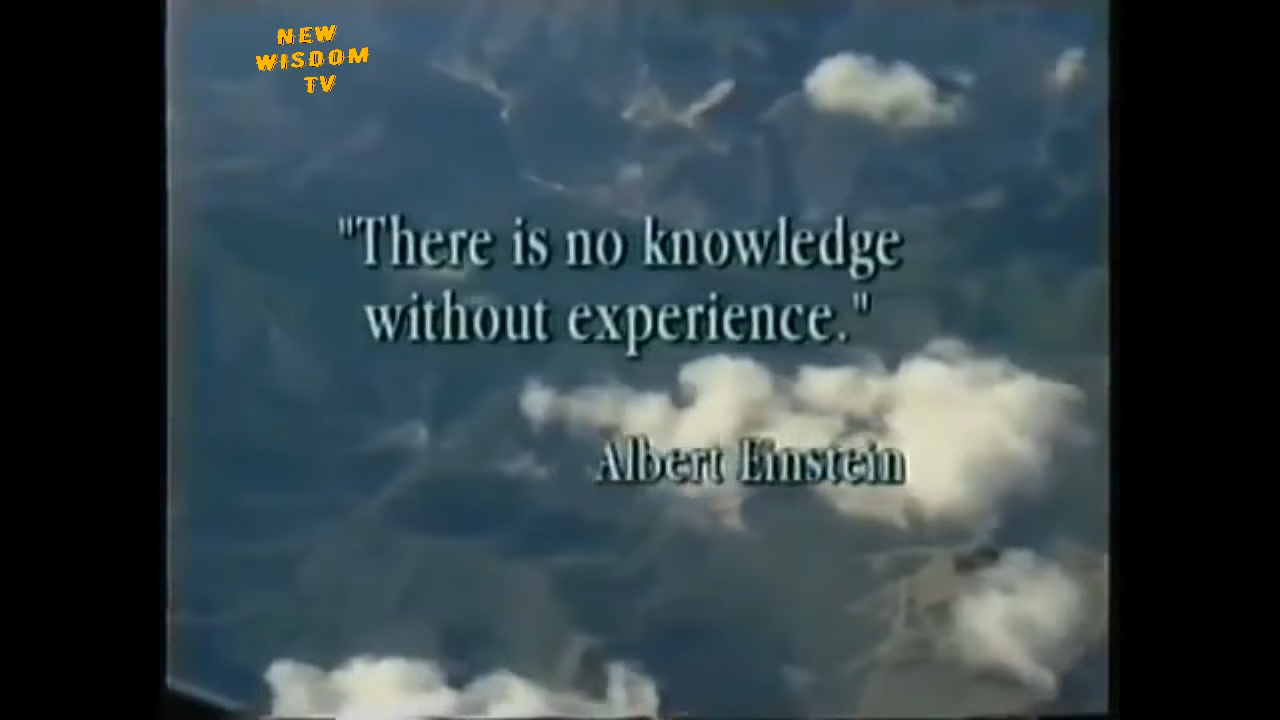 NEW
WISDOM
TV
"There is no knowledge
without experience."
Albert Einstein